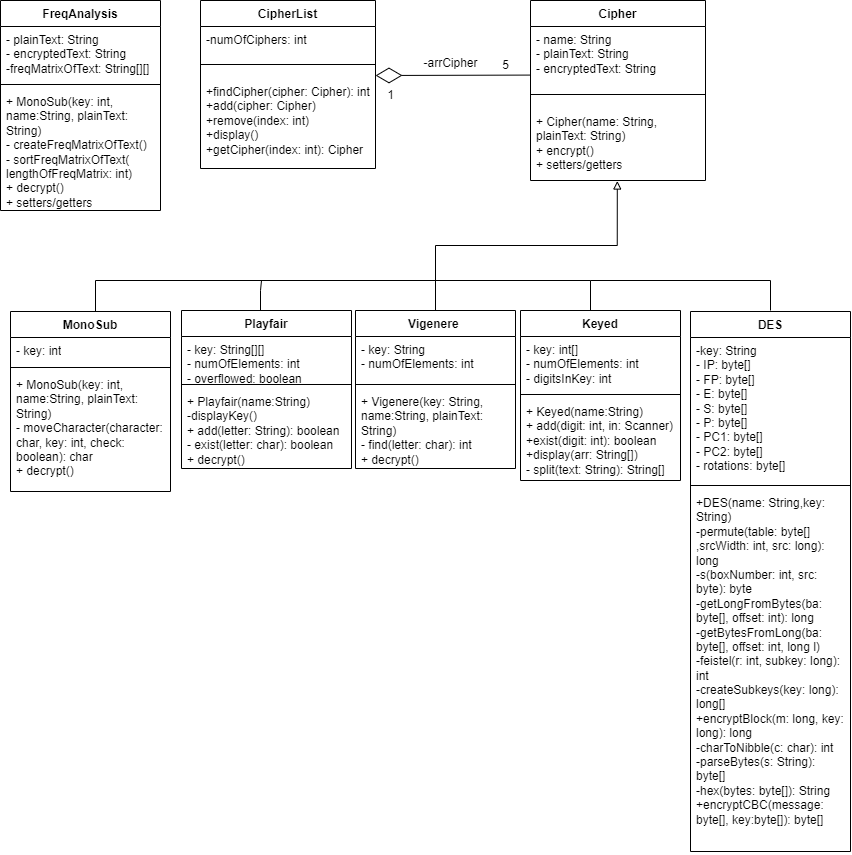 FreqAnalysis
- plainText: String
- encryptedText: String
-freqMatrixOfText: String[][]
+ MonoSub(key: int,
name:String, plainText:
String)
- createFreqMatrixOfText()
- sortFreqMatrixOfText(
lengthOfFreqMatrix: int)
+ decrypt()
+ setters/getters
CipherList
-numOfCiphers: int
+findCipher(cipher: Cipher): int
+add(cipher: Cipher)
+remove(index: int)
+display()
+getCipher(index: int): Cipher
-arrCipher
5
1
Cipher
- name: String
- plainText: String
- encryptedText: String
+ Cipher(name: String,
plainText: String)
+ encrypt()
+ setters/getters
MonoSub
- key: int
+ MonoSub(key: int,
name:String, plainText:
String)
- moveCharacter(character:
char, key: int, check:
boolean): char
+ decrypt()
Playfair
- key: String[][]
- numOfElements: int
- overflowed: boolean
+ Playfair(name:String)
-displayKey()
+ add(letter: String): boolean
- exist(letter: char): boolean
+ decrypt()
Vigenere
- key: String
- numOfElements: int
+ Vigenere(key: String,
name:String, plainText:
String)
- find(letter: char): int
+ decrypt()
Keyed
- key: int[]
- numOfElements: int
- digitsInKey: int
+ Keyed(name:String)
+ add(digit: int, in: Scanner)
+exist(digit: int): boolean
+display(arr: String[])
- split(text: String): String[]
DES
-key: String
- IP: byte[]
- FP: byte[]
- E: byte[]
- S: byte[]
- P: byte[]
- PC1: byte[]
- PC2: byte[]
- rotations: byte[]
+DES(name: String,key:
String)
-permute(table: byte[]
,srcWidth: int, src: long):
long
-s(boxNumber: int, src:
byte): byte
-getLongFromBytes(ba:
byte[], offset: int): long
-getBytesFromLong(ba:
byte[], offset: int, long l)
-feistel(r: int, subkey: long):
int
-createSubkeys(key: long):
long[]
+encryptBlock(m: long, key:
long): long
-charToNibble(c: char): int
-parseBytes(s: String):
byte[]
-hex(bytes: byte[]): String
+encryptCBC(message:
byte[], key:byte[]): byte[]